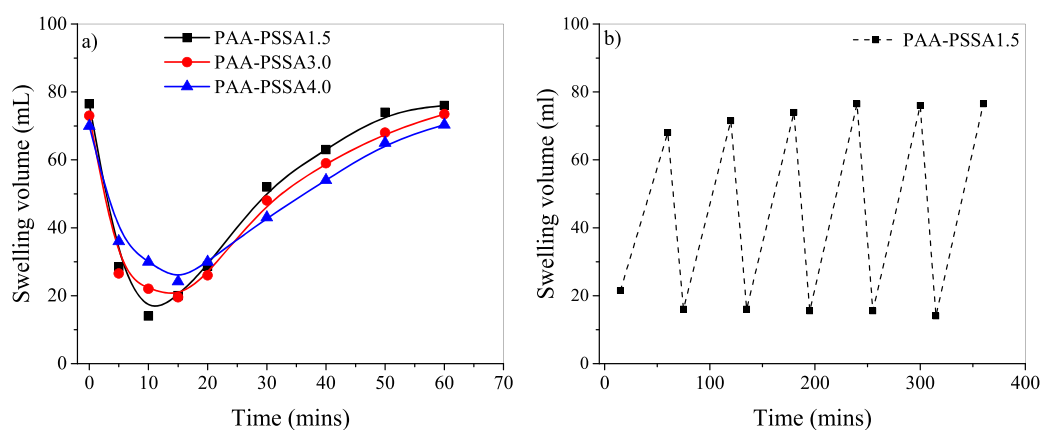 a)
PAA-PSSA1.5
PAA-PSSA3.0
PAA-PSSA4.0
Swelling volume (mL)
100
80
60
40
20
0
0 10 20 30 40 50 60 70
Time (mins)
b)
PAA-PSSA1.5
Swelling volume (ml)
100
80
60
40
20
0
0 100 200 300 400
Time (mins)